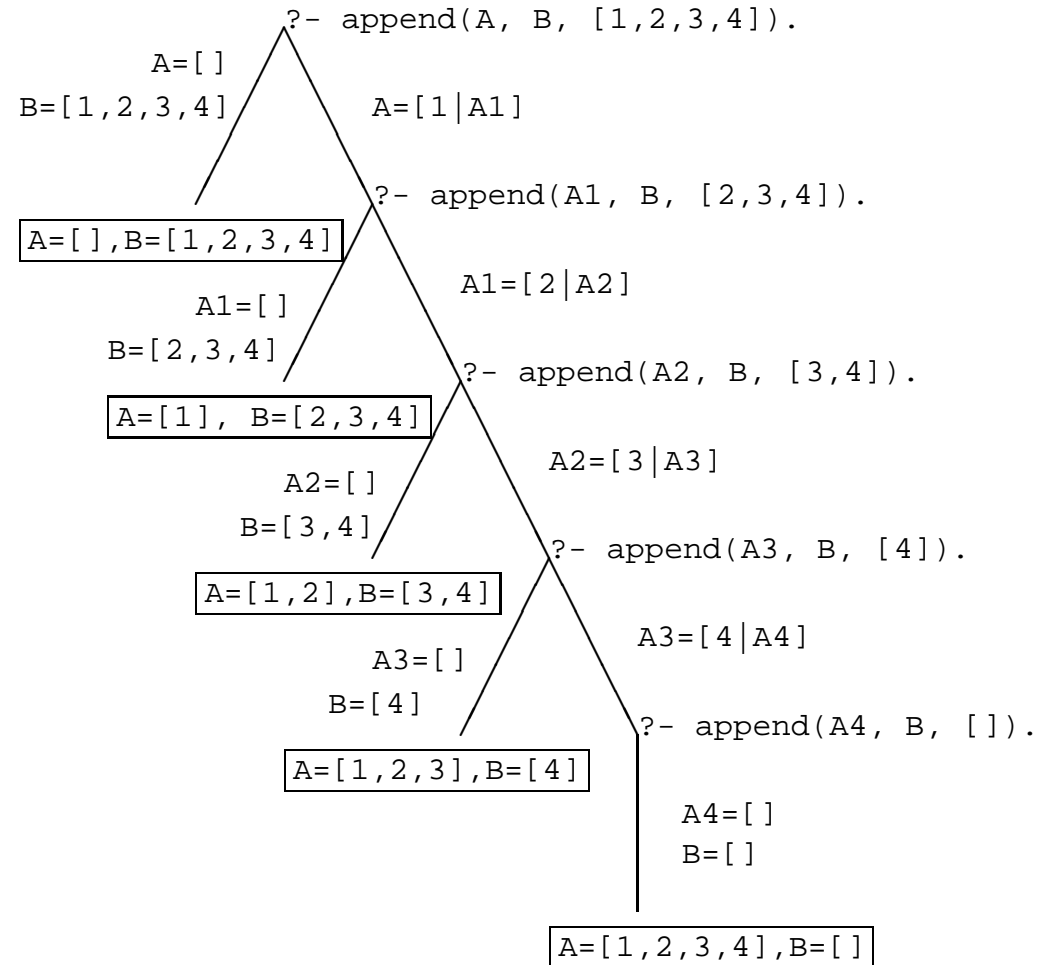 ?- append(A, B, [1,2,3,4]).
A=[]
B=[1,2,3,4]
A=[1|A1]
?- append(A1, B, [2,3,4]).
A=[],B=[1,2,3,4]
A1=[2|A2]
A1=[]
B=[2,3,4]
?- append(A2, B, [3,4]).
A=[1], B=[2,3,4]
A2=[3|A3]
A2=[]
B=[3,4]
?- append(A3, B, [4]).
A=[1,2],B=[3,4]
A3=[4|A4]
A3=[]
B=[4]
?- append(A4, B, []).
A=[1,2,3],B=[4]
A4=[]
B=[]
A=[1,2,3,4],B=[]